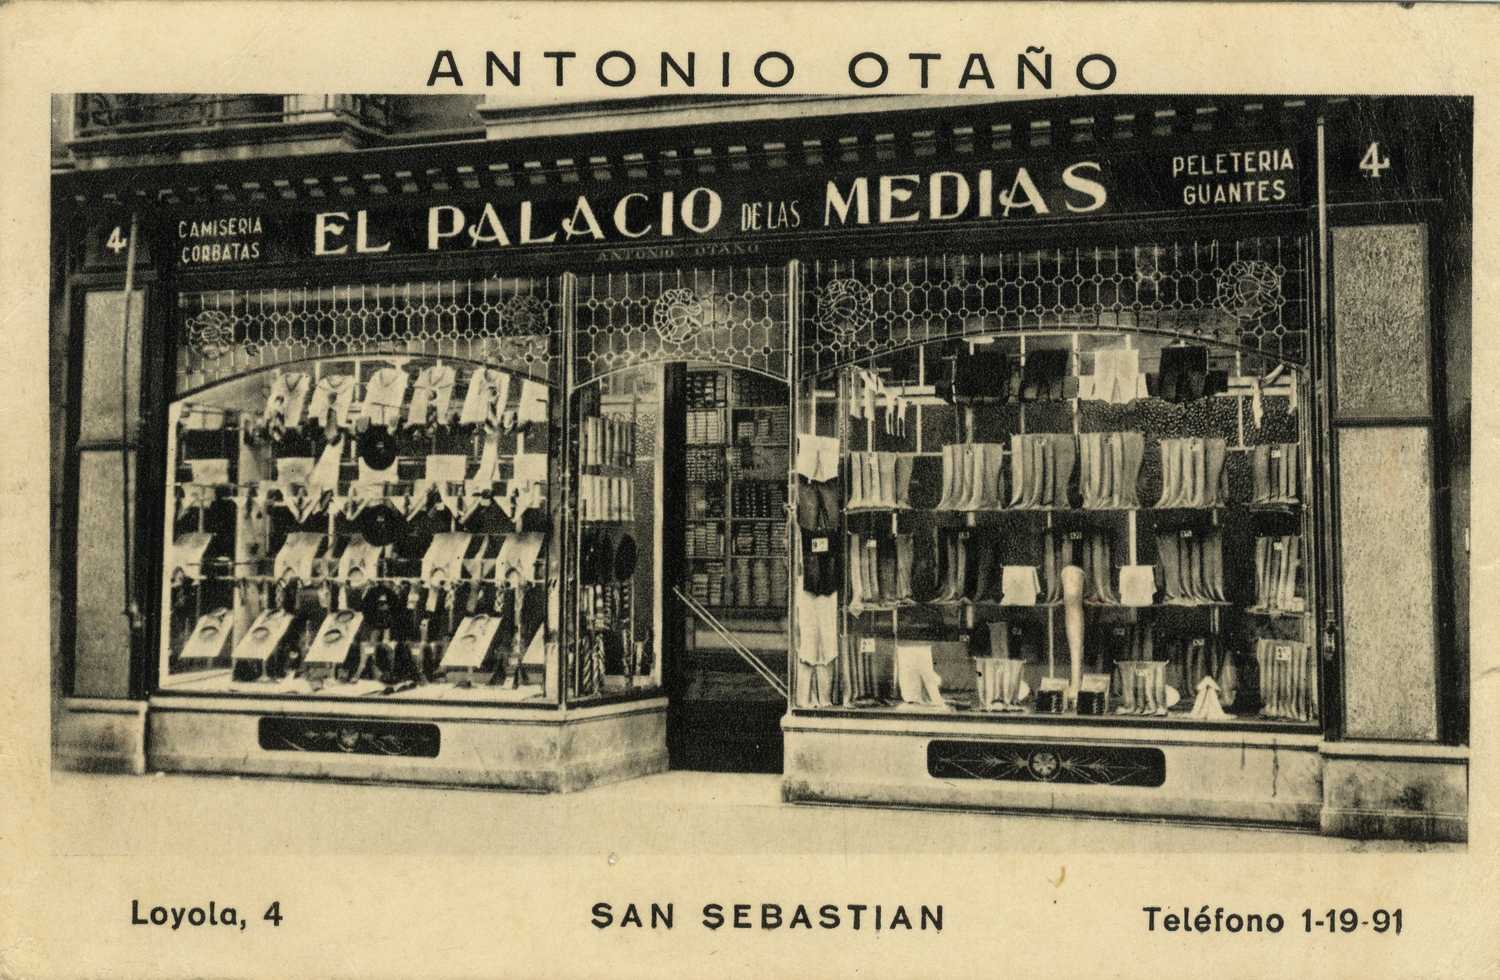 ANTONIO OTAÑO
4
CAMISERIA
CORBATAS
EL PALACIO DE LAS MEDIAS
ANTONIO OTAÑO
PELETERIA
GUANTES
4
Loyola, 4
SAN SEBASTIAN
Teléfono 1-19-91